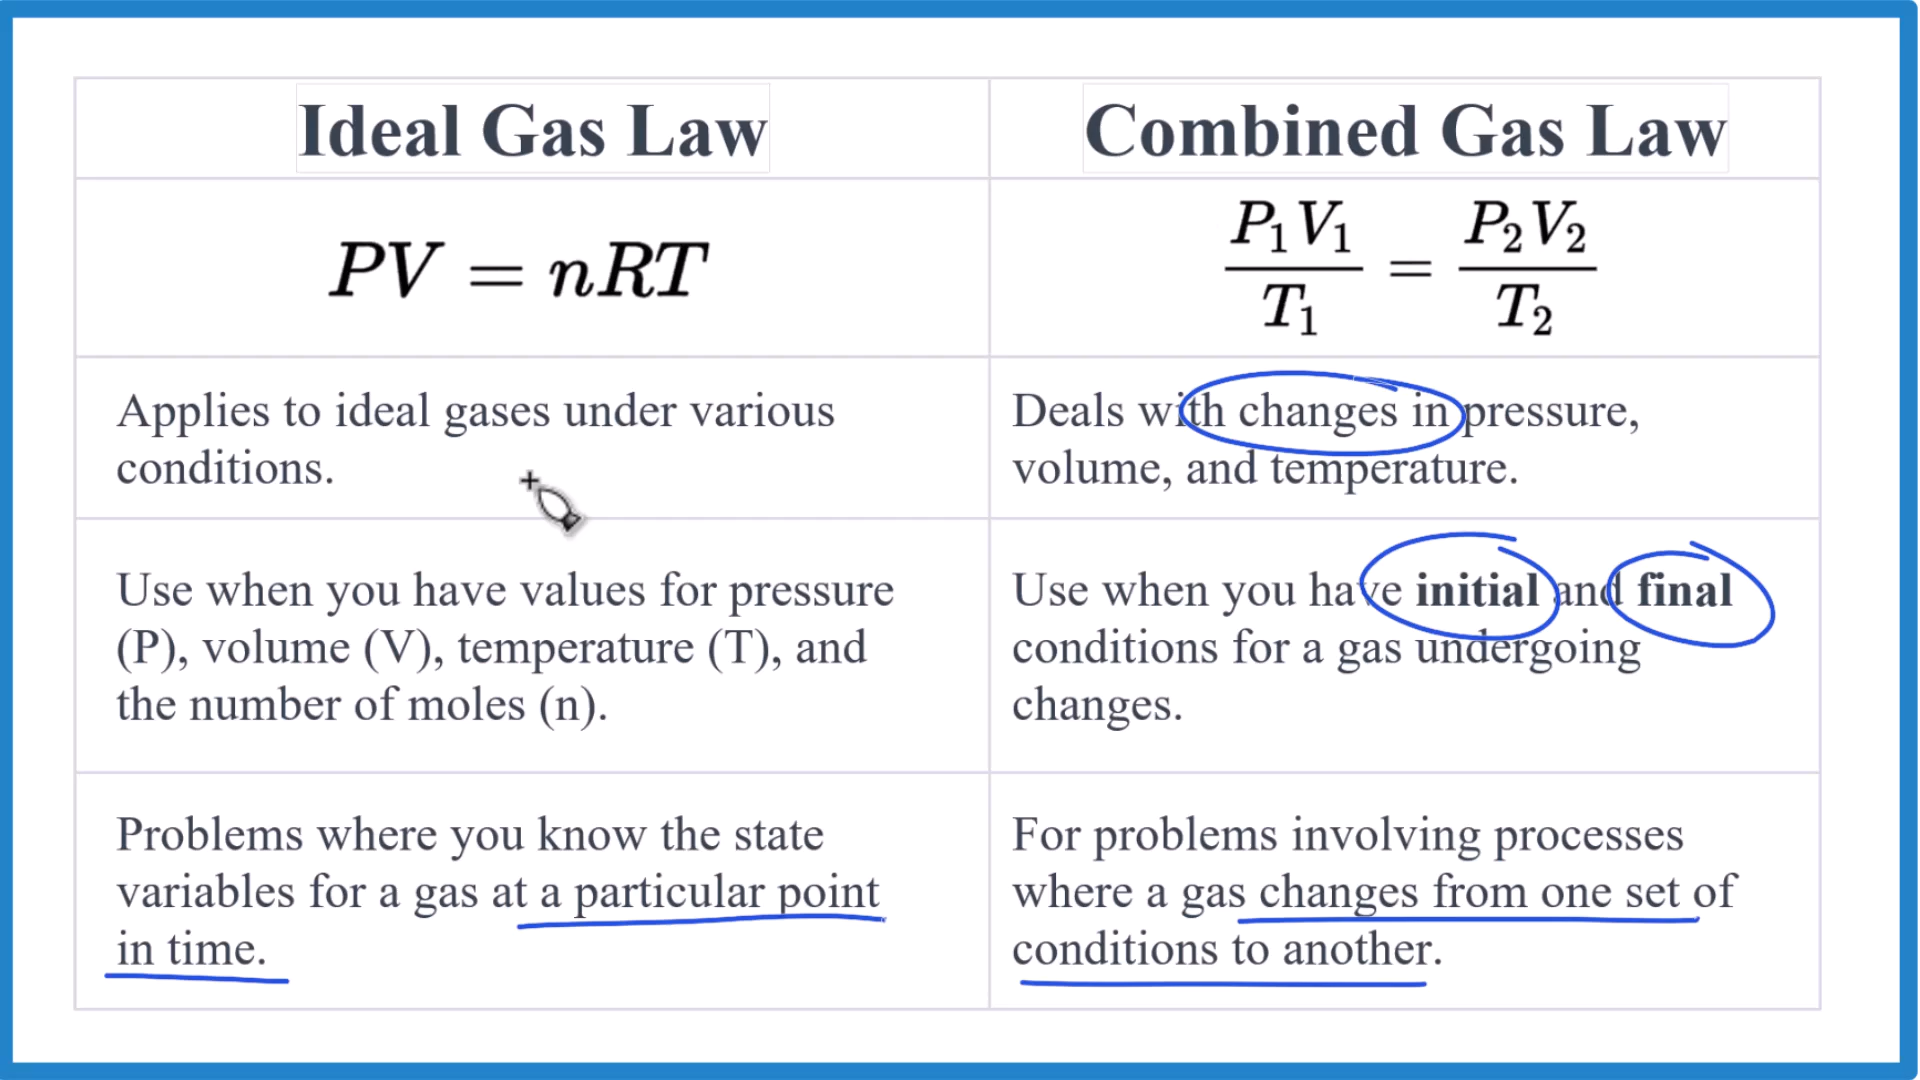 Ideal Gas Law
Combined Gas Law
PV = nRT
P₁V₁/T₁ = P₂V₂/T₂
Applies to ideal gases under various
conditions.
Deals with changes in pressure,
volume, and temperature.
Use when you have values for pressure
(P), volume (V), temperature (T), and
the number of moles (n).
Use when you have initial and final
conditions for a gas undergoing
changes.
Problems where you know the state
variables for a gas at a particular point
in time.
For problems involving processes
where a gas changes from one set of
conditions to another.